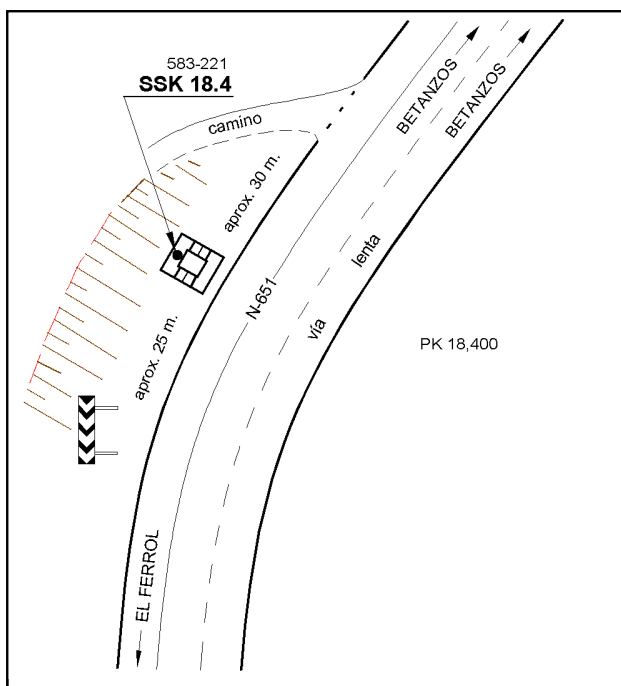 583-221
SSK 18.4
camino
BETANZOS
BETANZOS
aprox. 30 m.
N-651
lenta
vía
PK 18,400
aprox. 25 m.
EL FERROL